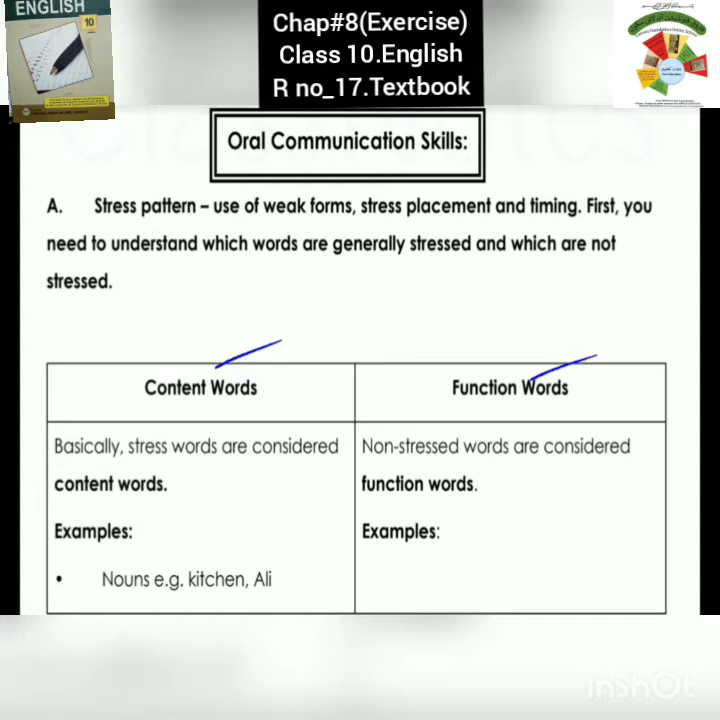 ENGLISH
10
Chap#8(Exercise)
Class 10.English
R no_17.Textbook
Oral Communication Skills:
A. Stress pattern – use of weak forms, stress placement and timing. First, you
need to understand which words are generally stressed and which are not
stressed.
Content Words
Function Words
Basically, stress words are considered
content words.
Examples:
• Nouns e.g. kitchen, Ali
Non-stressed words are considered
function words.
Examples:
InShOt